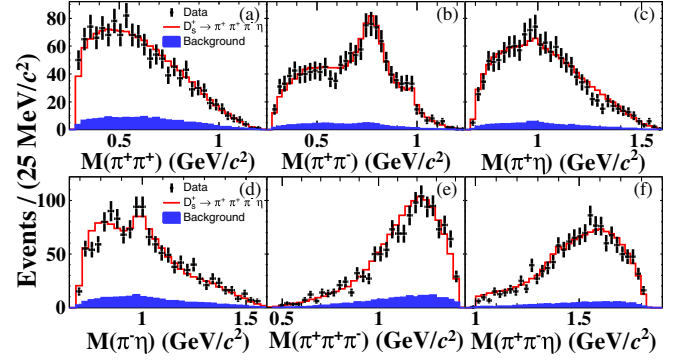 Events / (25 MeV/c²)
(a)
Data
D_s⁺ → π⁺ π⁺ π⁻ η
Background
80
60
40
20
0
0.5
1
M(π⁺π⁺) (GeV/c²)
(b)
0.5
1
M(π⁺π⁻) (GeV/c²)
(c)
1
1.5
M(π⁺η) (GeV/c²)
(d)
Data
D_s⁺ → π⁺ π⁺ π⁻ η
Background
100
50
0
1
1.5
M(π⁻η) (GeV/c²)
(e)
0.5
1
M(π⁺π⁺π⁻) (GeV/c²)
(f)
1
1.5
M(π⁺π⁻η) (GeV/c²)